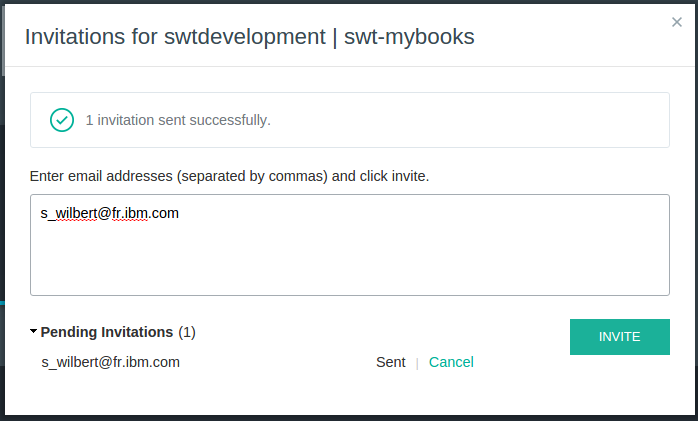 Invitations for swtdevelopment | swt-mybooks
×
1 invitation sent successfully.
Enter email addresses (separated by commas) and click invite.
s_wilbert@fr.ibm.com
Pending Invitations (1)
INVITE
s_wilbert@fr.ibm.com Sent | Cancel